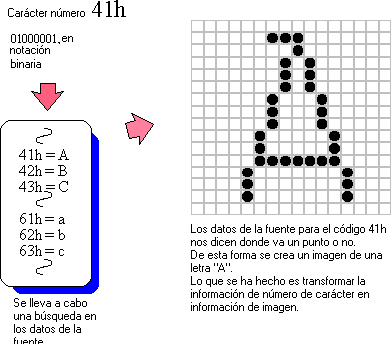 Carácter número 41h
01000001, en
notación
binaria
41h = A
42h = B
43h = C
61h = a
62h = b
63h = c
Se lleva a cabo
una búsqueda en
los datos de la
fuente
Los datos de la fuente para el código 41h
nos dicen donde va un punto o no.
De esta forma se crea un imagen de una
letra "A".
Lo que se ha hecho es transformar la
información de número de carácter en
información de imagen.